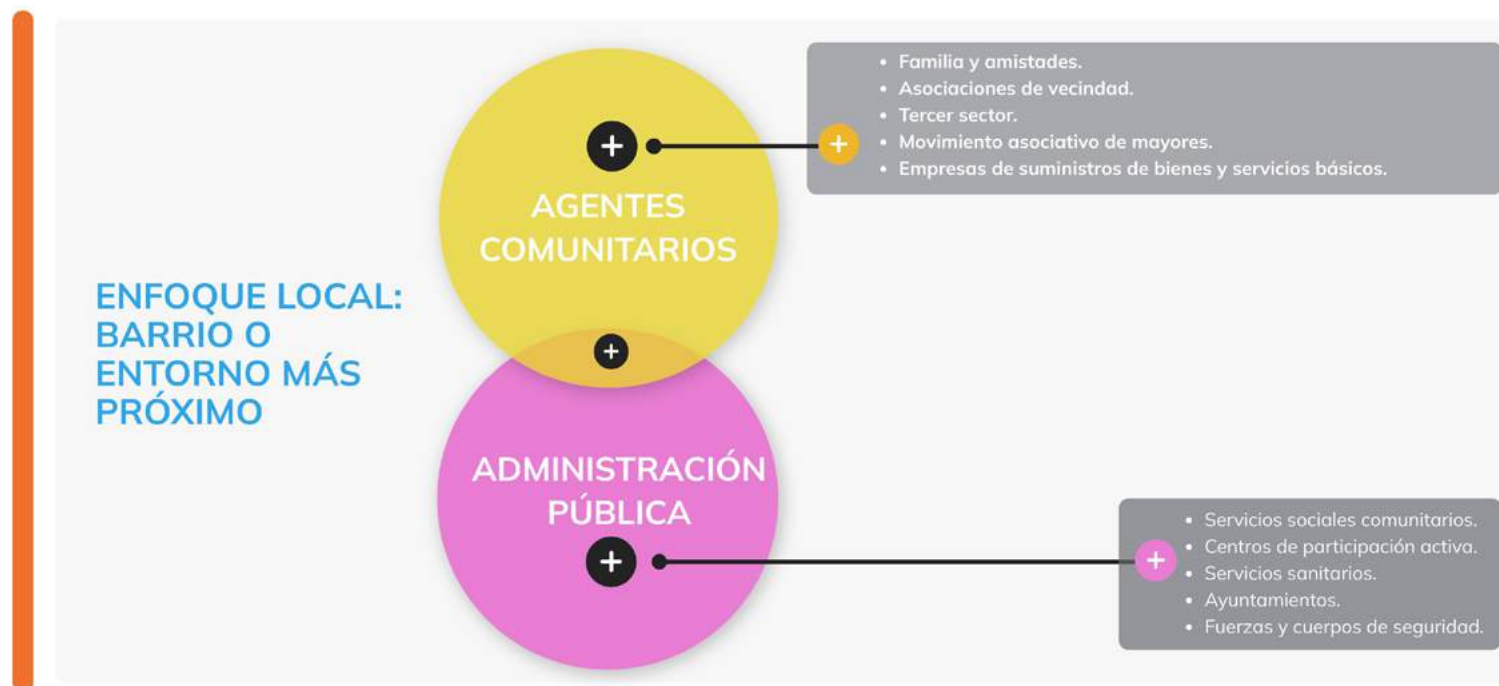 ENFOQUE LOCAL:
BARRIO O
ENTORNO MÁS
PRÓXIMO
AGENTES
COMUNITARIOS
• Familia y amistades.
• Asociaciones de vecindad.
• Tercer sector.
• Movimiento asociativo de mayores.
• Empresas de suministros de bienes y servicios básicos.
ADMINISTRACIÓN
PÚBLICA
• Servicios sociales comunitarios.
• Centros de participación activa.
• Servicios sanitarios.
• Ayuntamientos.
• Fuerzas y cuerpos de seguridad.